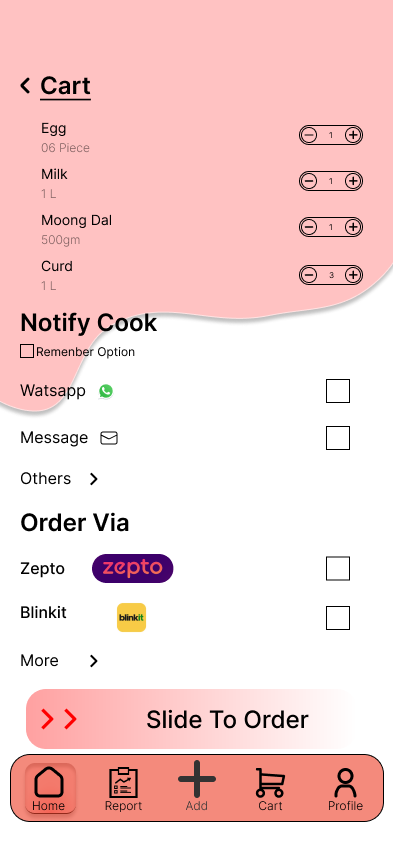 Cart
Egg
06 Piece
1
Milk
1 L
1
Moong Dal
500gm
1
Curd
1 L
3
Notify Cook
Remenber Option
Watsapp
Message
Others
Order Via
Zepto zepto
Blinkit blinkit
More
Slide To Order
Home Report Add Cart Profile